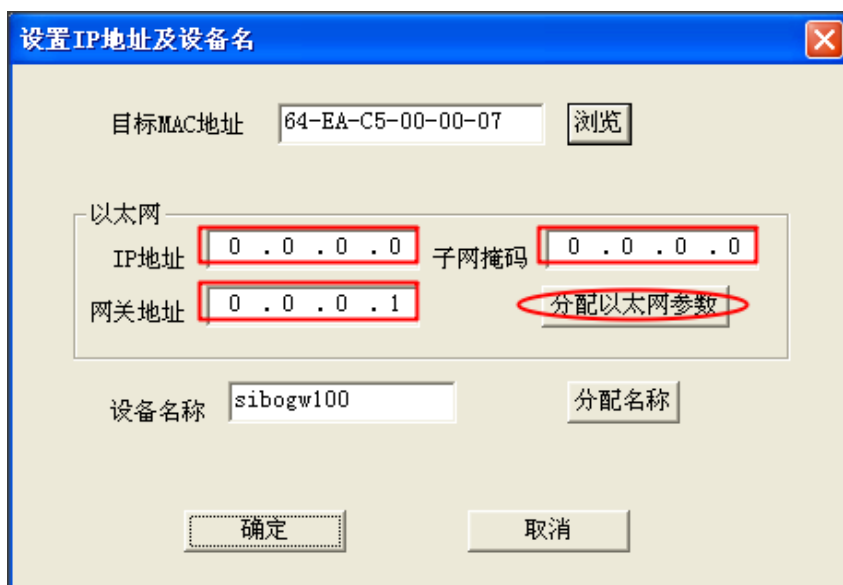 设置IP地址及设备名
目标MAC地址 64-EA-C5-00-00-07 浏览
以太网
IP地址 0 .0 .0 .0 子网掩码 0 .0 .0 .0
网关地址 0 .0 .0 .1 分配以太网参数
设备名称 sibogw100 分配名称
确定 取消